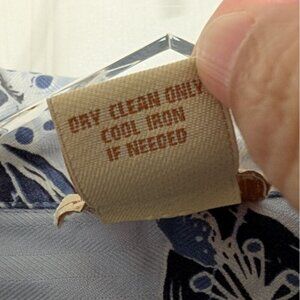 DRY CLEAN ONLY
COOL IRON
IF NEEDED